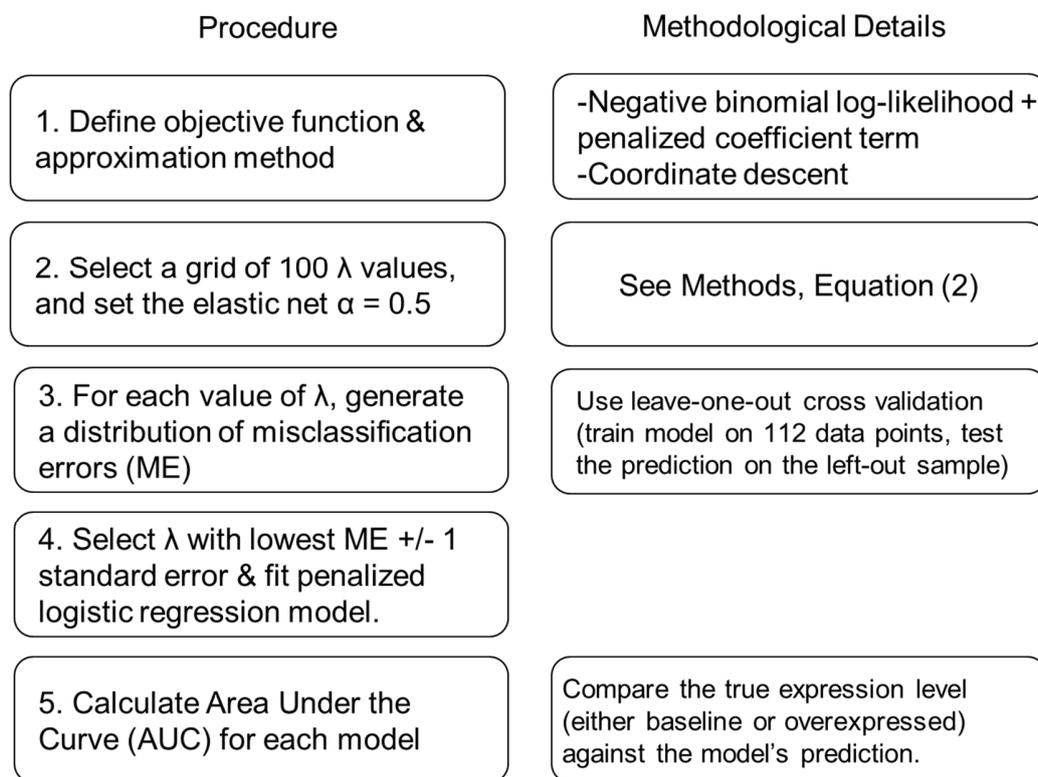 Procedure
Methodological Details
1. Define objective function &
approximation method
-Negative binomial log-likelihood +
penalized coefficient term
-Coordinate descent
2. Select a grid of 100 λ values,
and set the elastic net α = 0.5
See Methods, Equation (2)
3. For each value of λ, generate
a distribution of misclassification
errors (ME)
Use leave-one-out cross validation
(train model on 112 data points, test
the prediction on the left-out sample)
4. Select λ with lowest ME +/- 1
standard error & fit penalized
logistic regression model.
5. Calculate Area Under the
Curve (AUC) for each model
Compare the true expression level
(either baseline or overexpressed)
against the model’s prediction.